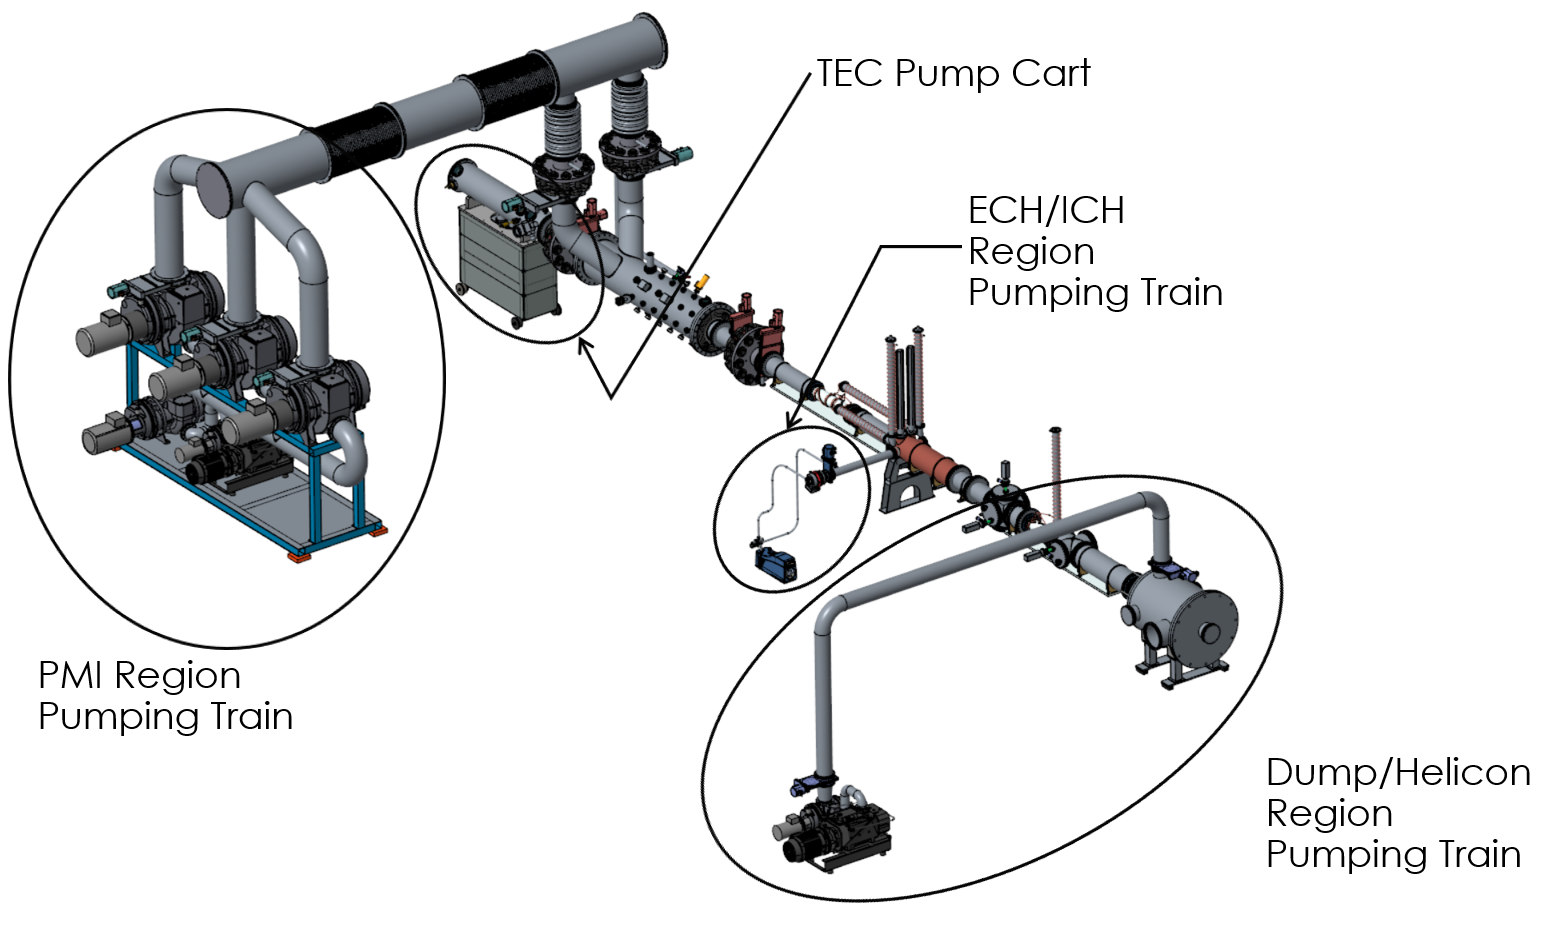 TEC Pump Cart
ECH/ICH
Region
Pumping Train
PMI Region
Pumping Train
Dump/Helicon
Region
Pumping Train